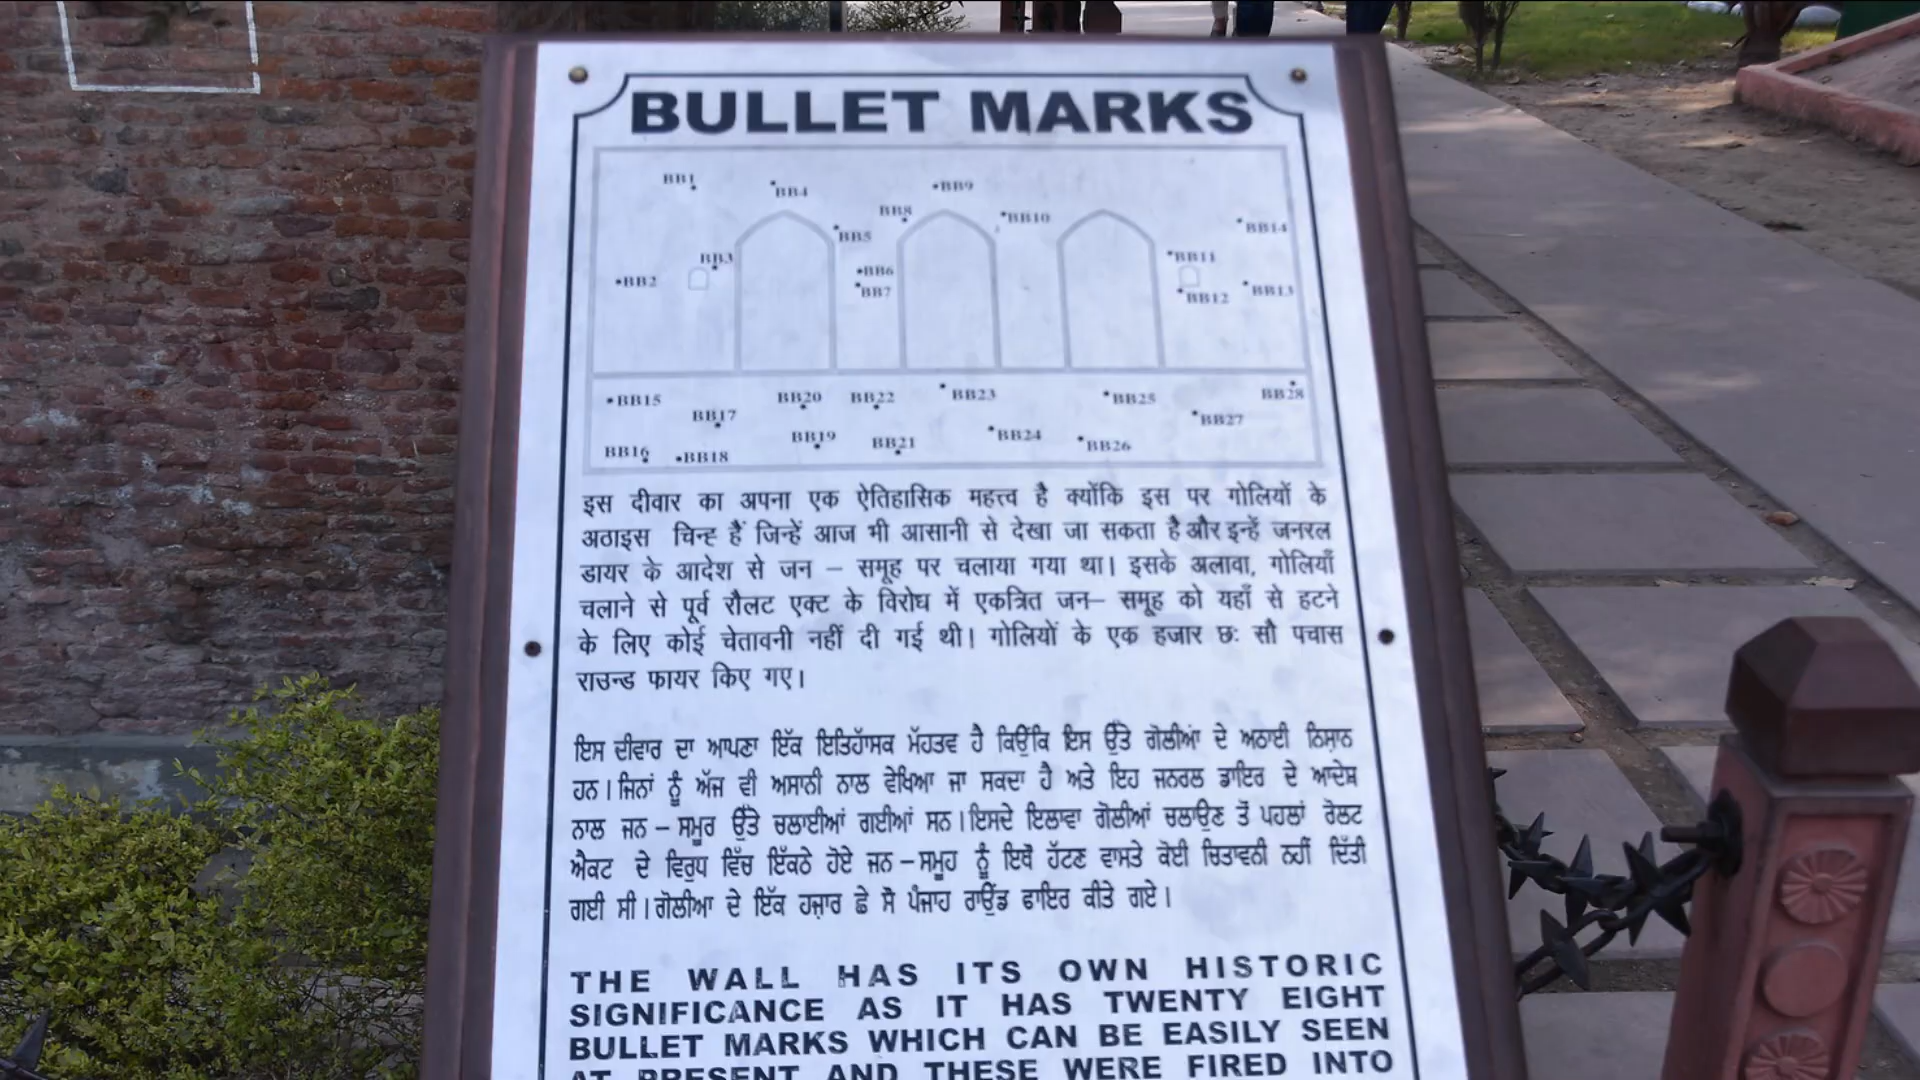 BULLET MARKS
BB1 BB4 BB9
BB8 BB10
BB5 BB14
BB3 BB11
BB2 BB6
BB7 BB12 BB13
BB15 BB20 BB22 BB23 BB25 BB28
BB17 BB27
BB19 BB21 BB24 BB26
BB16 BB18
इस दीवार का अपना एक ऐतिहासिक महत्त्व है क्योंकि इस पर गोलियों के
अठाइस चिन्ह हैं जिन्हें आज भी आसानी से देखा जा सकता है और इन्हें जनरल
डायर के आदेश से जन – समूह पर चलाया गया था। इसके अलावा, गोलियाँ
चलाने से पूर्व रौलट एक्ट के विरोध में एकत्रित जन– समूह को यहाँ से हटने
के लिए कोई चेतावनी नहीं दी गई थी। गोलियों के एक हजार छः सौ पचास
राउन्ड फायर किए गए।
ਇਸ ਦੀਵਾਰ ਦਾ ਆਪਣਾ ਇੱਕ ਇਤਿਹਾੱਸਕ ਮੱਹਤਵ ਹੈ ਕਿਉਂਕਿ ਇਸ ਉੱਤੇ ਗੋਲੀਆਂ ਦੇ ਅਠਾਈ ਨਿਸ਼ਾਨ
ਹਨ। ਜਿਨਾਂ ਨੂੰ ਅੱਜ ਵੀ ਅਸਾਨੀ ਨਾਲ ਵੇਖਿਆ ਜਾ ਸਕਦਾ ਹੈ ਅਤੇ ਇਹ ਜਨਰਲ ਡਾਇਰ ਦੇ ਆਦੇਸ਼
ਨਾਲ ਜਨ – ਸਮੂਰ ਉੱਤੇ ਚਲਾਈਆਂ ਗਈਆਂ ਸਨ। ਇਸਦੇ ਇਲਾਵਾ ਗੋਲੀਆਂ ਚਲਾਉਣ ਤੋਂ ਪਹਲਾਂ ਰੋਲਟ
ਐਕਟ ਦੇ ਵਿਰੁਧ ਵਿੱਚ ਇੱਕਠੇ ਹੋਏ ਜਨ – ਸਮੂਹ ਨੂੰ ਇਥੋਂ ਹੱਟਣ ਵਾਸਤੇ ਕੋਈ ਚਿਤਾਵਨੀ ਨਹੀਂ ਦਿੱਤੀ
ਗਈ ਸੀ। ਗੋਲੀਆ ਦੇ ਇੱਕ ਹਜ਼ਾਰ ਛੇ ਸੋ ਪੰਜਾਹ ਰਾਉਂਡ ਫਾਇਰ ਕੀਤੇ ਗਏ।
THE WALL HAS ITS OWN HISTORIC
SIGNIFICANCE AS IT HAS TWENTY EIGHT
BULLET MARKS WHICH CAN BE EASILY SEEN
AT PRESENT AND THESE WERE FIRED INTO